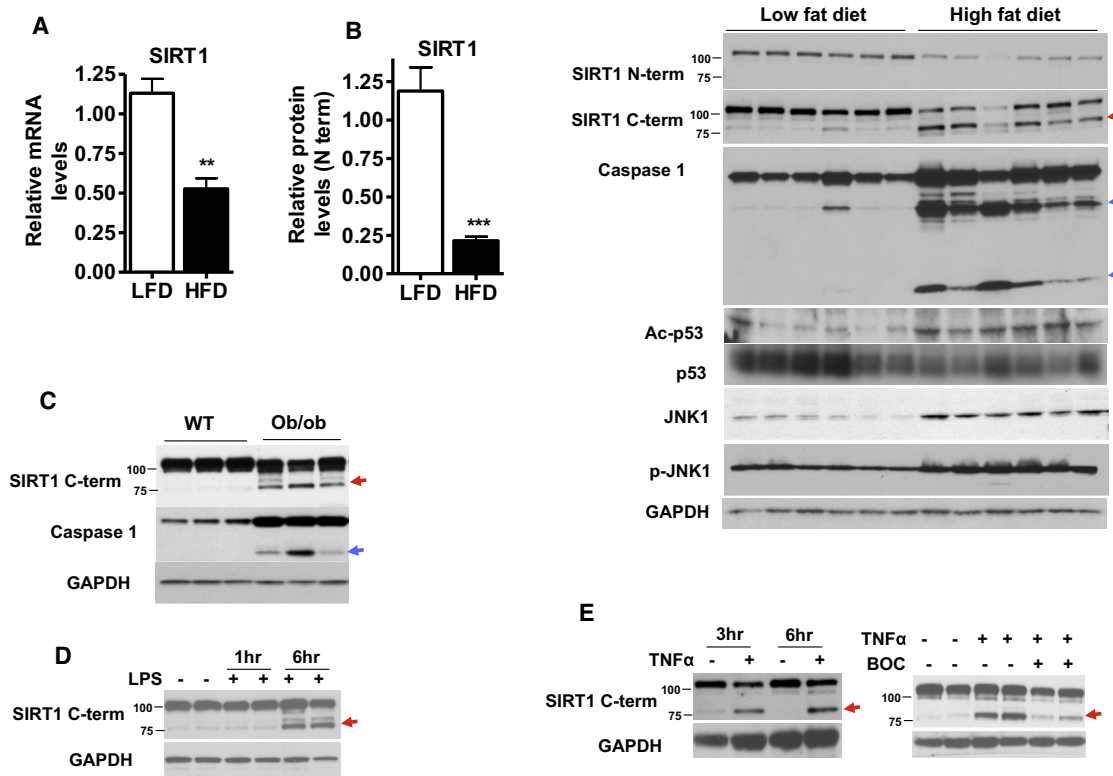 A
SIRT1
Relative mRNA
levels
1.25
1.00
0.75
0.50
0.25
0.00
**
LFD HFD
B
SIRT1
Relative protein
levels (N term)
1.25
1.00
0.75
0.50
0.25
0.00
***
LFD HFD
Low fat diet High fat diet
SIRT1 N-term
100
75
SIRT1 C-term
100
75
Caspase 1
Ac-p53
p53
JNK1
p-JNK1
GAPDH
C
WT Ob/ob
SIRT1 C-term
100
75
Caspase 1
GAPDH
D
1hr 6hr
LPS - - + + + +
SIRT1 C-term
100
75
GAPDH
E
3hr 6hr
TNFα - + - +
SIRT1 C-term
100
75
GAPDH
TNFα - - + + + +
BOC + +
100
75